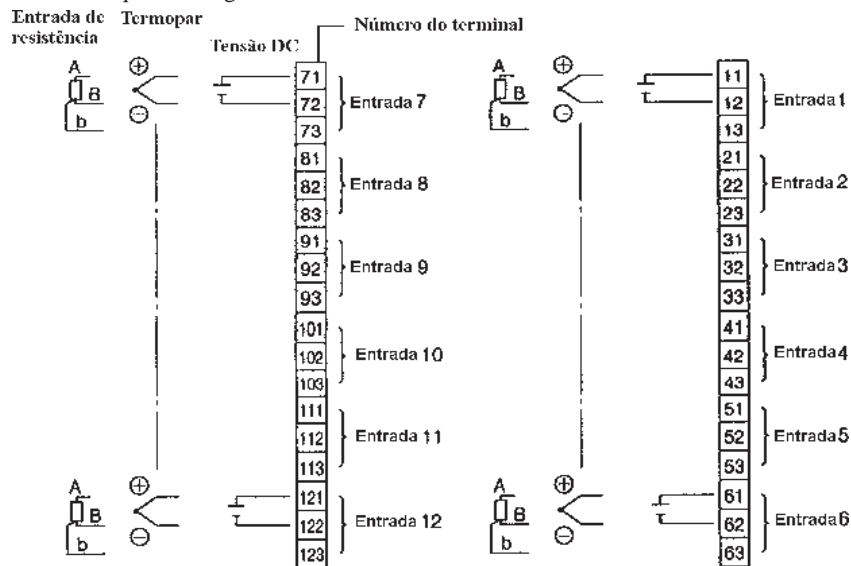 Entrada de resistência
Termopar
Tensão DC
Número do terminal
A
B
b
⊕
⊖
71
72
73
Entrada 7
81
82
83
Entrada 8
91
92
93
Entrada 9
101
102
103
Entrada 10
111
112
113
Entrada 11
A
B
b
⊕
⊖
121
122
123
Entrada 12
A
B
b
⊕
⊖
11
12
13
Entrada 1
21
22
23
Entrada 2
31
32
33
Entrada 3
41
42
43
Entrada 4
51
52
53
Entrada 5
A
B
b
⊕
⊖
61
62
63
Entrada 6